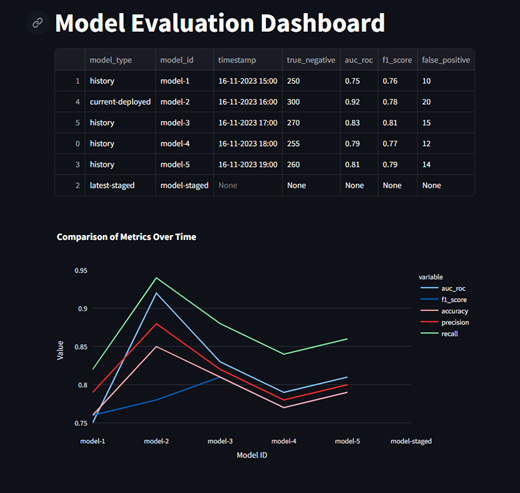 Model Evaluation Dashboard
model_type model_id timestamp true_negative auc_roc f1_score false_positive
1 history model-1 16-11-2023 15:00 250 0.75 0.76 10
4 current-deployed model-2 16-11-2023 16:00 300 0.92 0.78 20
5 history model-3 16-11-2023 17:00 270 0.83 0.81 15
0 history model-4 16-11-2023 18:00 255 0.79 0.77 12
3 history model-5 16-11-2023 19:00 260 0.81 0.79 14
2 latest-staged model-staged None None None None None
Comparison of Metrics Over Time
0.95
0.9
0.85
0.8
0.75
Value
model-1 model-2 model-3 model-4 model-5 model-staged
Model ID
variable
auc_roc
f1_score
accuracy
precision
recall